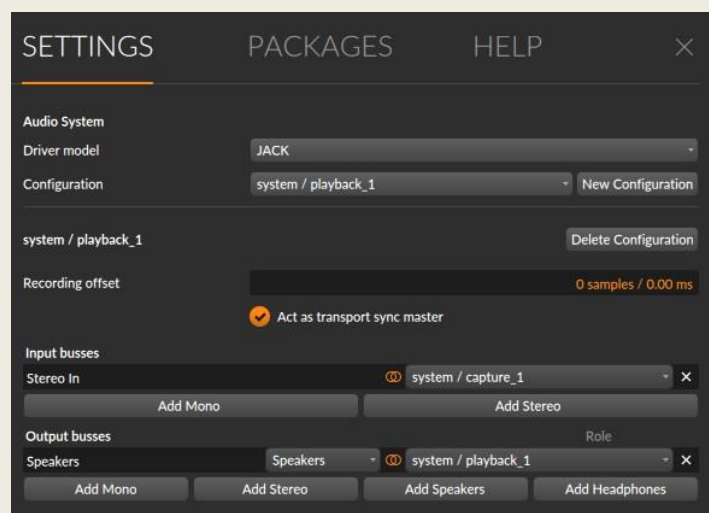 SETTINGS PACKAGES HELP
Audio System
Driver model JACK
Configuration system / playback_1 New Configuration
system / playback_1 Delete Configuration
Recording offset 0 samples / 0.00 ms
Act as transport sync master
Input busses
Stereo In system / capture_1
Add Mono Add Stereo
Output busses Role
Speakers Speakers system / playback_1
Add Mono Add Stereo Add Speakers Add Headphones